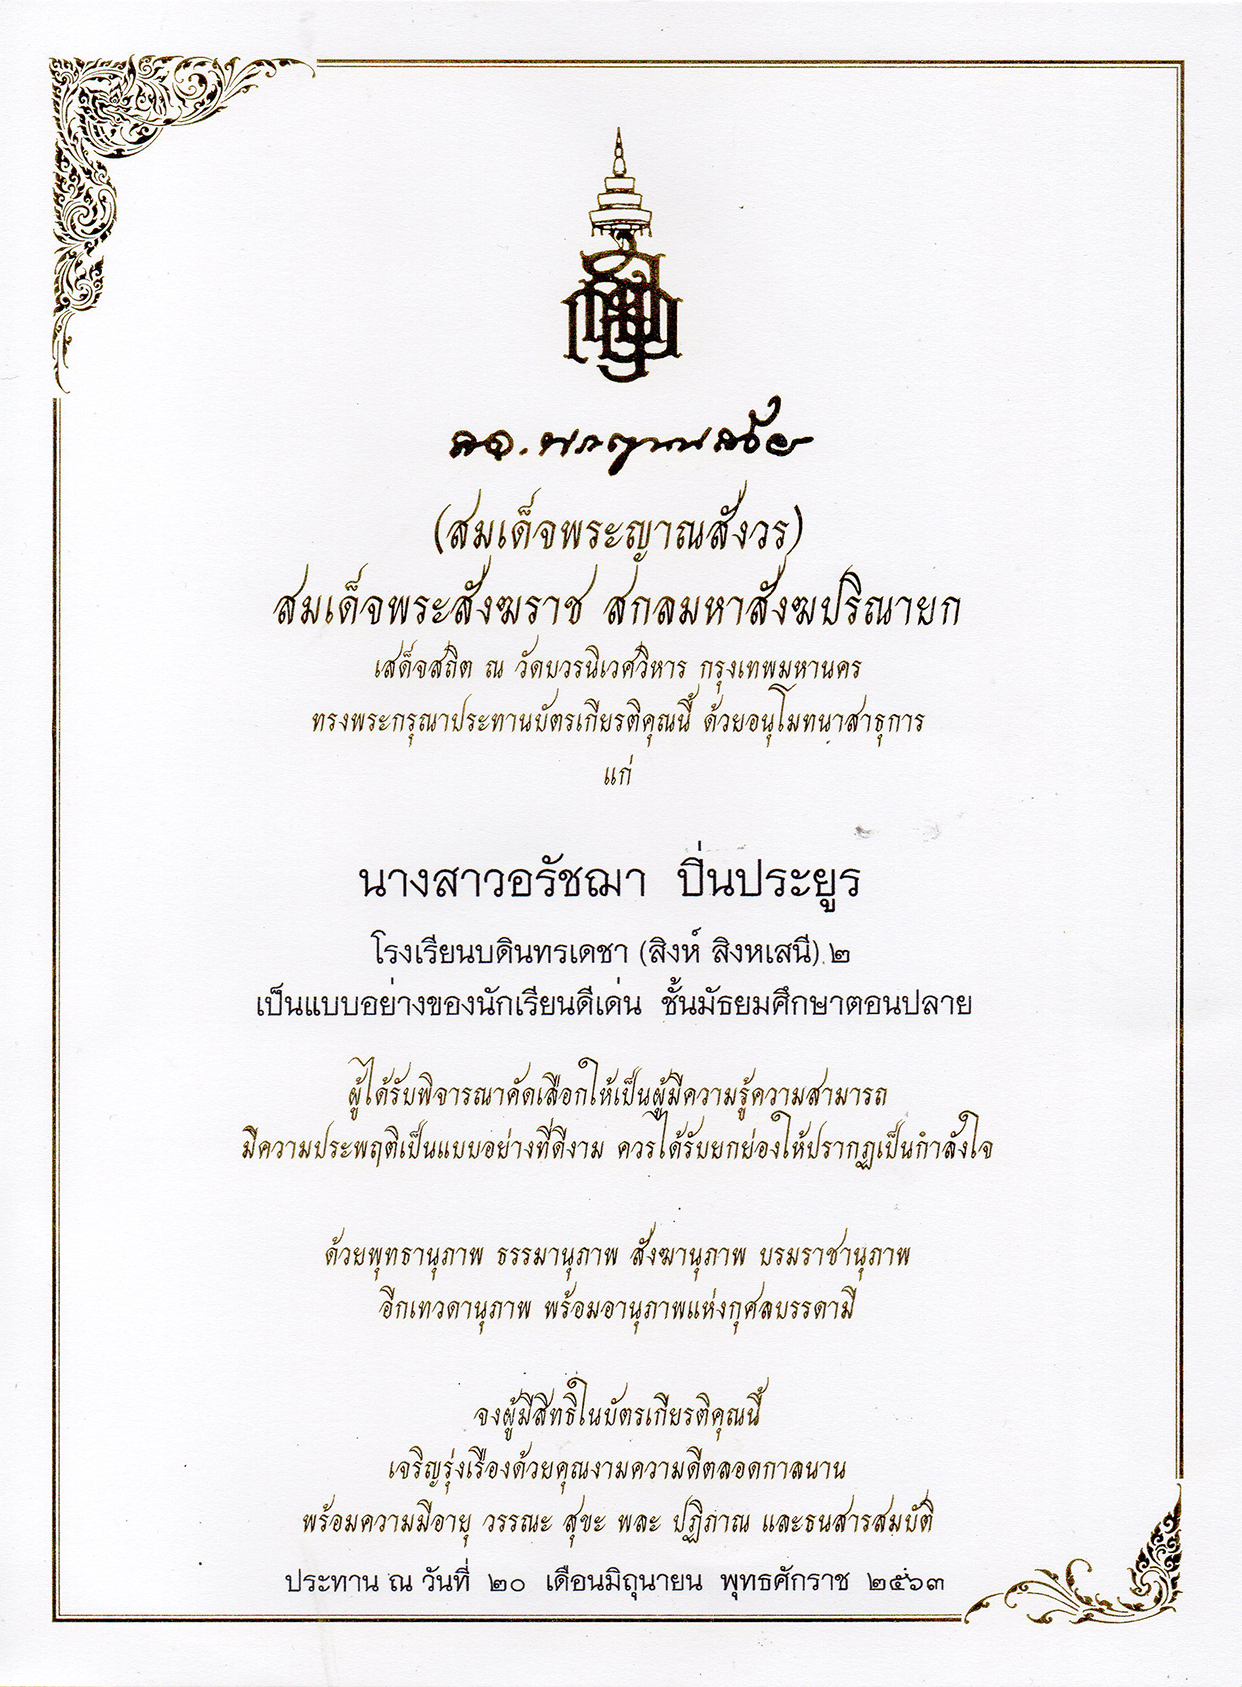 (สมเด็จพระญาณสังวร)
สมเด็จพระสังฆราช สกลมหาสังฆปริณายก
เสด็จสถิต ณ วัดบวรนิเวศวิหาร กรุงเทพมหานคร
ทรงพระกรุณาประทานบัตรเกียรติคุณนี้ ด้วยอนุโมทนาสาธุการ
แก่
นางสาวอรัชฌา ปิ่นประยูร
โรงเรียนบดินทรเดชา (สิงห์ สิงหเสนี) ๒
เป็นแบบอย่างของนักเรียนดีเด่น ชั้นมัธยมศึกษาตอนปลาย
ผู้ได้รับพิจารณาคัดเลือกให้เป็นผู้มีความรู้ความสามารถ
มีความประพฤติเป็นแบบอย่างที่ดีงาม ควรได้รับยกย่องให้ปรากฏเป็นกำลังใจ
ด้วยพุทธานุภาพ ธรรมานุภาพ สังฆานุภาพ บรมราชานุภาพ
อีกเทวดานุภาพ พร้อมอานุภาพแห่งกุศลบรรดามี
จงผู้มีสิทธิ์ในบัตรเกียรติคุณนี้
เจริญรุ่งเรืองด้วยคุณงามความดีตลอดกาลนาน
พร้อมความมีอายุ วรรณะ สุขะ พละ ปฏิภาณ และธนสารสมบัติ
ประทาน ณ วันที่ ๒๐ เดือนมิถุนายน พุทธศักราช ๒๕๖๓